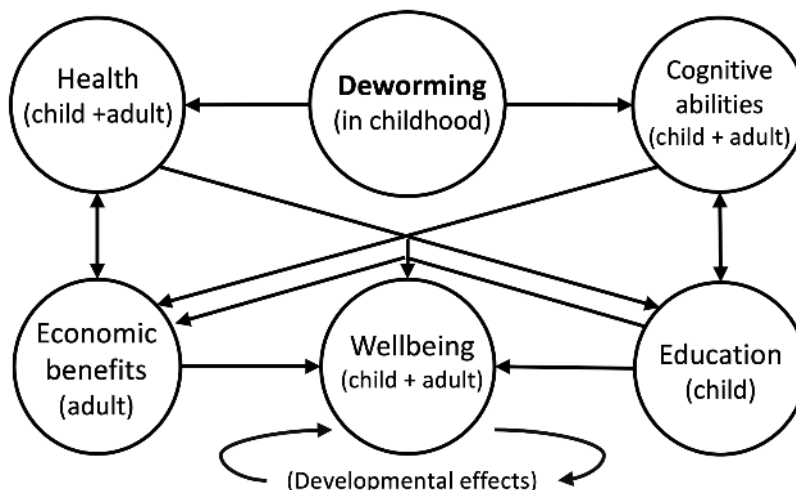 Health
(child +adult)
Deworming
(in childhood)
Cognitive
abilities
(child + adult)
Economic
benefits
(adult)
Wellbeing
(child + adult)
Education
(child)
(Developmental effects)